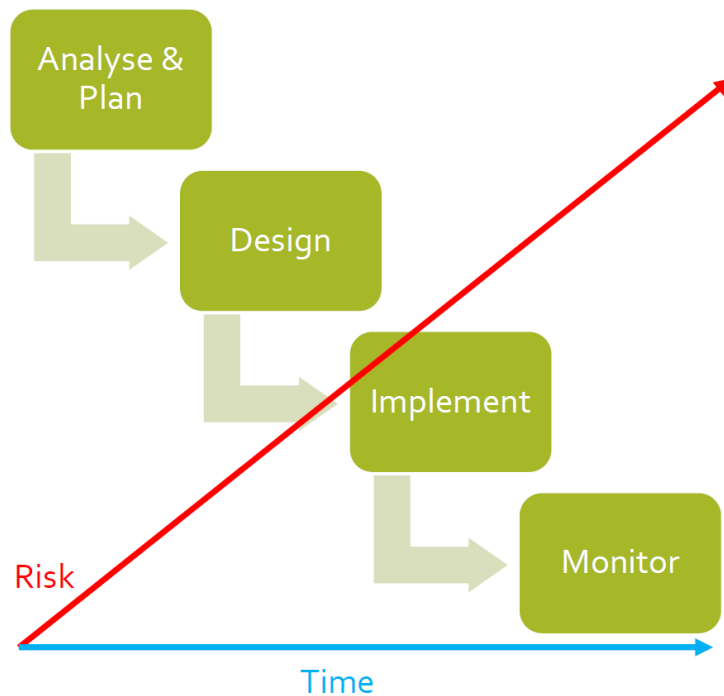 Analyse &
Plan
Design
Implement
Monitor
Risk
Time